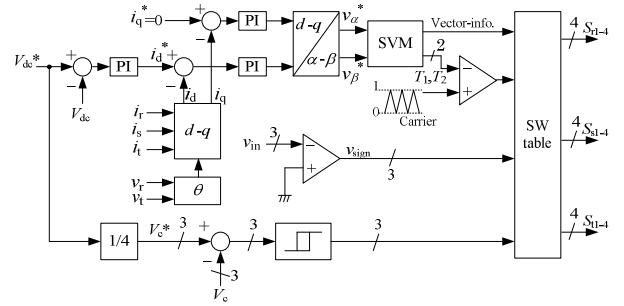 i_q*=0
+
−
PI
d-q
α-β
v_α*
v_β*
SVM
Vector-info.
2
T_1,T_2
−
+
1
0
Carrier
SW
table
4
S_r1-4
4
S_s1-4
4
S_t1-4
V_dc*
+
−
V_dc
PI
i_d*
+
−
PI
i_d
i_q
i_r
i_s
i_t
d-q
v_r
v_t
θ
v_in
3
−
+
v_sign
3
1/4
V_c*
3
+
−
3
V_c
3
3